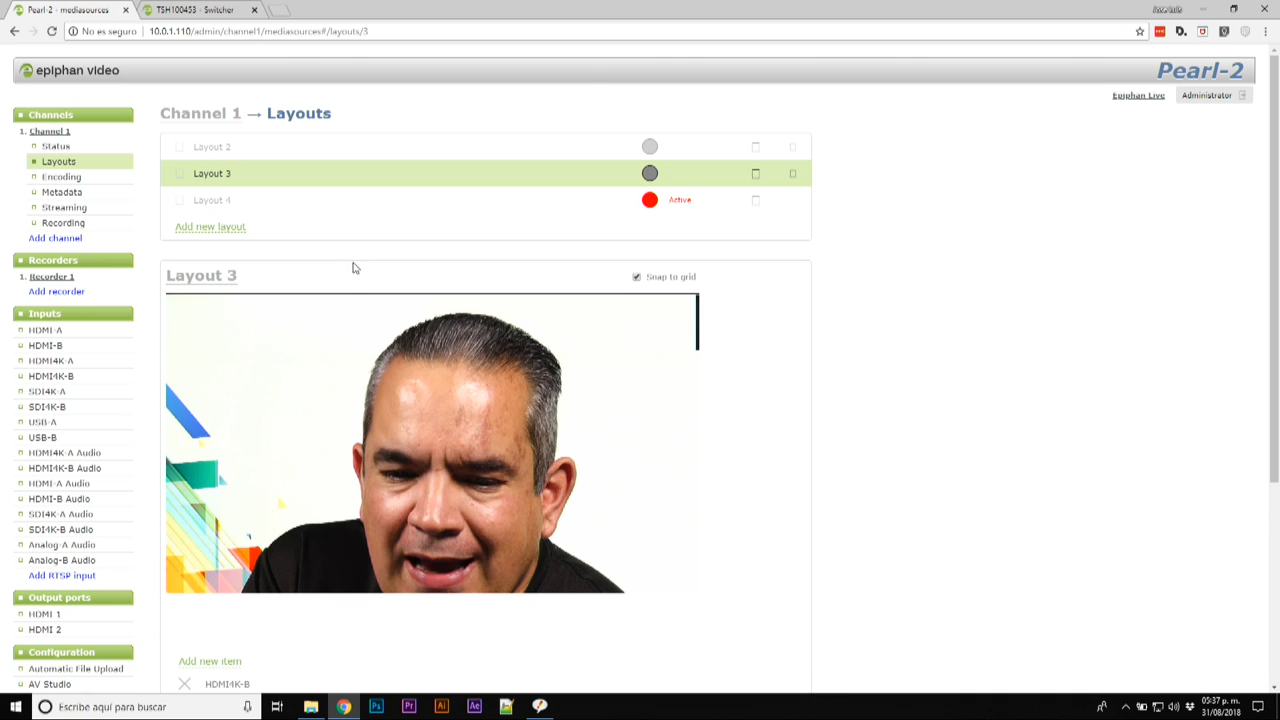 Pearl-2 - mediasources
TSH100453 - Switcher
No es seguro
10.0.1.110/admin/channel1/mediasources#/layouts/3
epiphan video
Pearl-2
Epiphan Live
Administrator
Channels
1. Channel 1
Status
Layouts
Encoding
Metadata
Streaming
Recording
Add channel
Recorders
1. Recorder 1
Add recorder
Inputs
HDMI-A
HDMI-B
HDMI4K-A
HDMI4K-B
SDI4K-A
SDI4K-B
USB-A
USB-B
HDMI4K-A Audio
HDMI4K-B Audio
HDMI-A Audio
HDMI-B Audio
SDI4K-A Audio
SDI4K-B Audio
Analog-A Audio
Analog-B Audio
Add RTSP input
Output ports
HDMI 1
HDMI 2
Configuration
Automatic File Upload
AV Studio
Channel 1 → Layouts
Layout 2
Layout 3
Layout 4
Active
Add new layout
Layout 3
Snap to grid
Add new item
HDMI4K-B
Escribe aquí para buscar
Ps
Pr
Ai
Ae
05:37 p. m.
31/08/2018